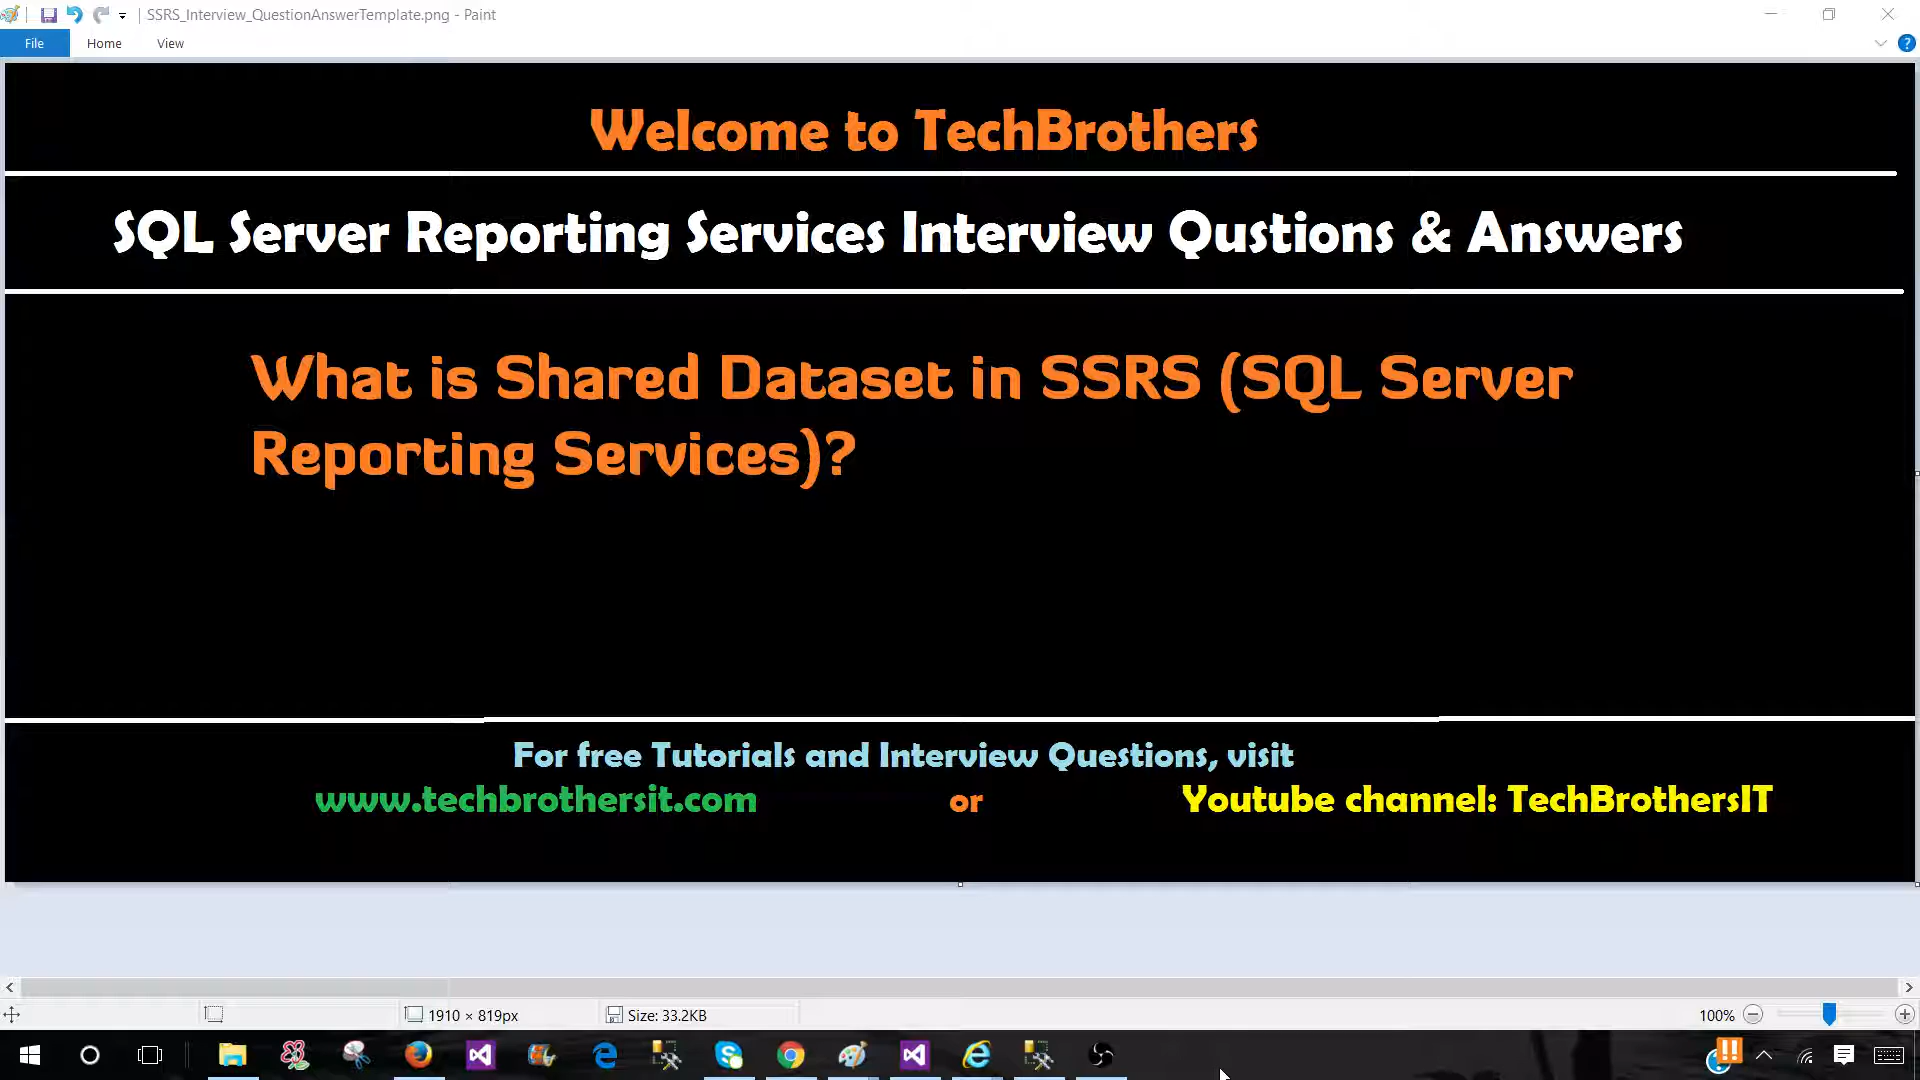 SSRS_Interview_QuestionAnswerTemplate.png - Paint
File Home View
Welcome to TechBrothers
SQL Server Reporting Services Interview Qustions & Answers
What is Shared Dataset in SSRS (SQL Server
Reporting Services)?
For free Tutorials and Interview Questions, visit
www.techbrothersit.com or Youtube channel: TechBrothersIT
1910 × 819px Size: 33.2KB 100%